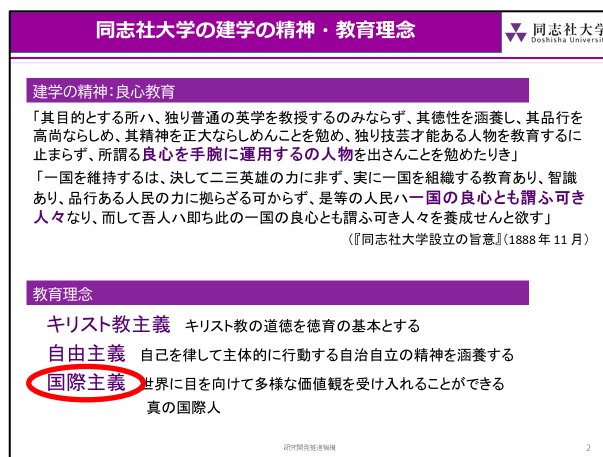 同志社大学の建学の精神・教育理念
同志社大学
Doshisha Universit
建学の精神：良心教育
「其目的とする所ハ、独り普通の英学を教授するのみならず、其徳性を涵養し、其品行を
高尚ならしめ、其精神を正大ならしめんことを勉め、独り技芸才能ある人物を教育するに
止まらず、所謂る良心を手腕に運用するの人物を出さんことを勉めたりき」
「一国を維持するは、決して二三英雄の力に非ず、実に一国を組織する教育あり、智識
あり、品行ある人民の力に拠らざる可からず、是等の人民ハ一国の良心とも謂ふ可き
人々なり、而して吾人ハ即ち此の一国の良心とも謂ふ可き人々を養成せんと欲す」
（『同志社大学設立の旨意』（1888年11月）
教育理念
キリスト教主義 キリスト教の道徳を徳育の基本とする
自由主義 自己を律して主体的に行動する自治自立の精神を涵養する
国際主義 世界に目を向けて多様な価値観を受け入れることができる
真の国際人
研究開発推進機構
2